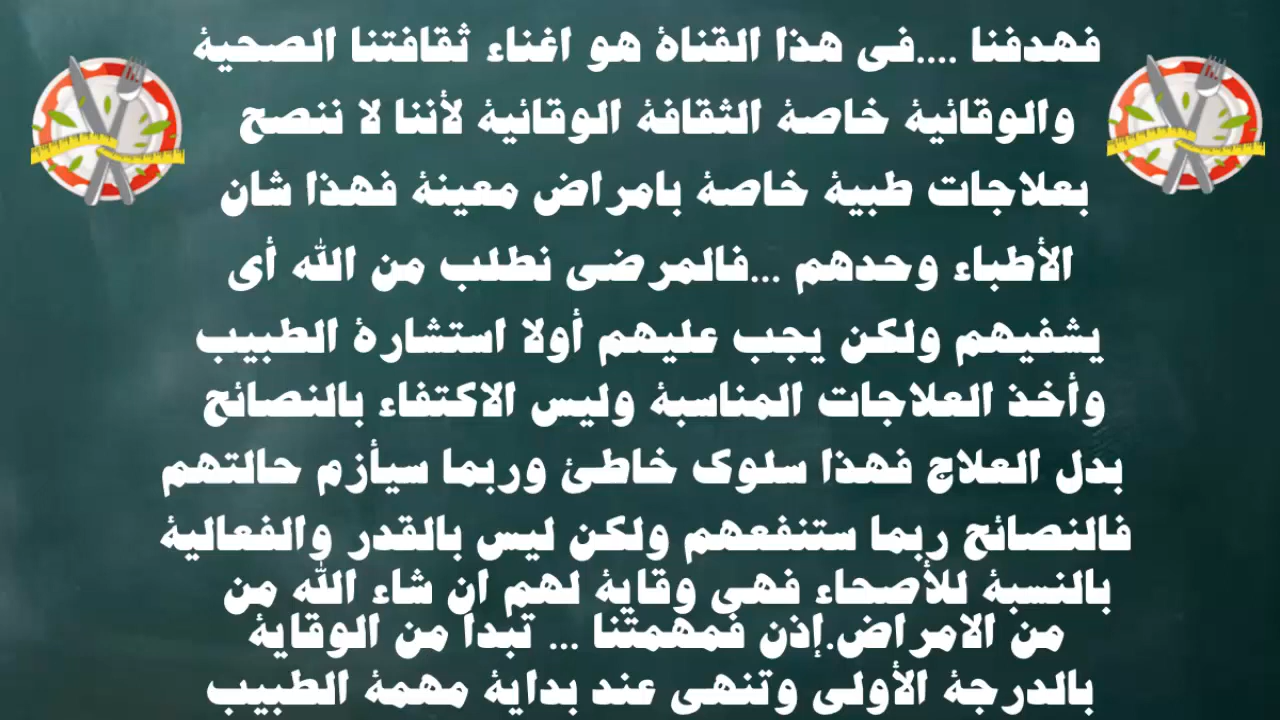 فهدفنا ....فى هذا القناة هو اغناء ثقافتنا الصحية
والوقائية خاصة الثقافة الوقائية لأننا لا ننصح
بعلاجات طبية خاصة بامراض معينة فهذا شان
الأطباء وحدهم ...فالمرضى نطلب من الله أى
يشفيهم ولكن يجب عليهم أولا استشارة الطبيب
وأخذ العلاجات المناسبة وليس الاكتفاء بالنصائح
بدل العلاج فهذا سلوك خاطئ وربما سيأزم حالتهم
فالنصائح ربما ستنفعهم ولكن ليس بالقدر والفعالية
بالنسبة للأصحاء فهى وقاية لهم ان شاء الله من
من الامراض.إذن فمهمتنا ... تبدا من الوقاية
بالدرجة الأولى وتنهى عند بداية مهمة الطبيب